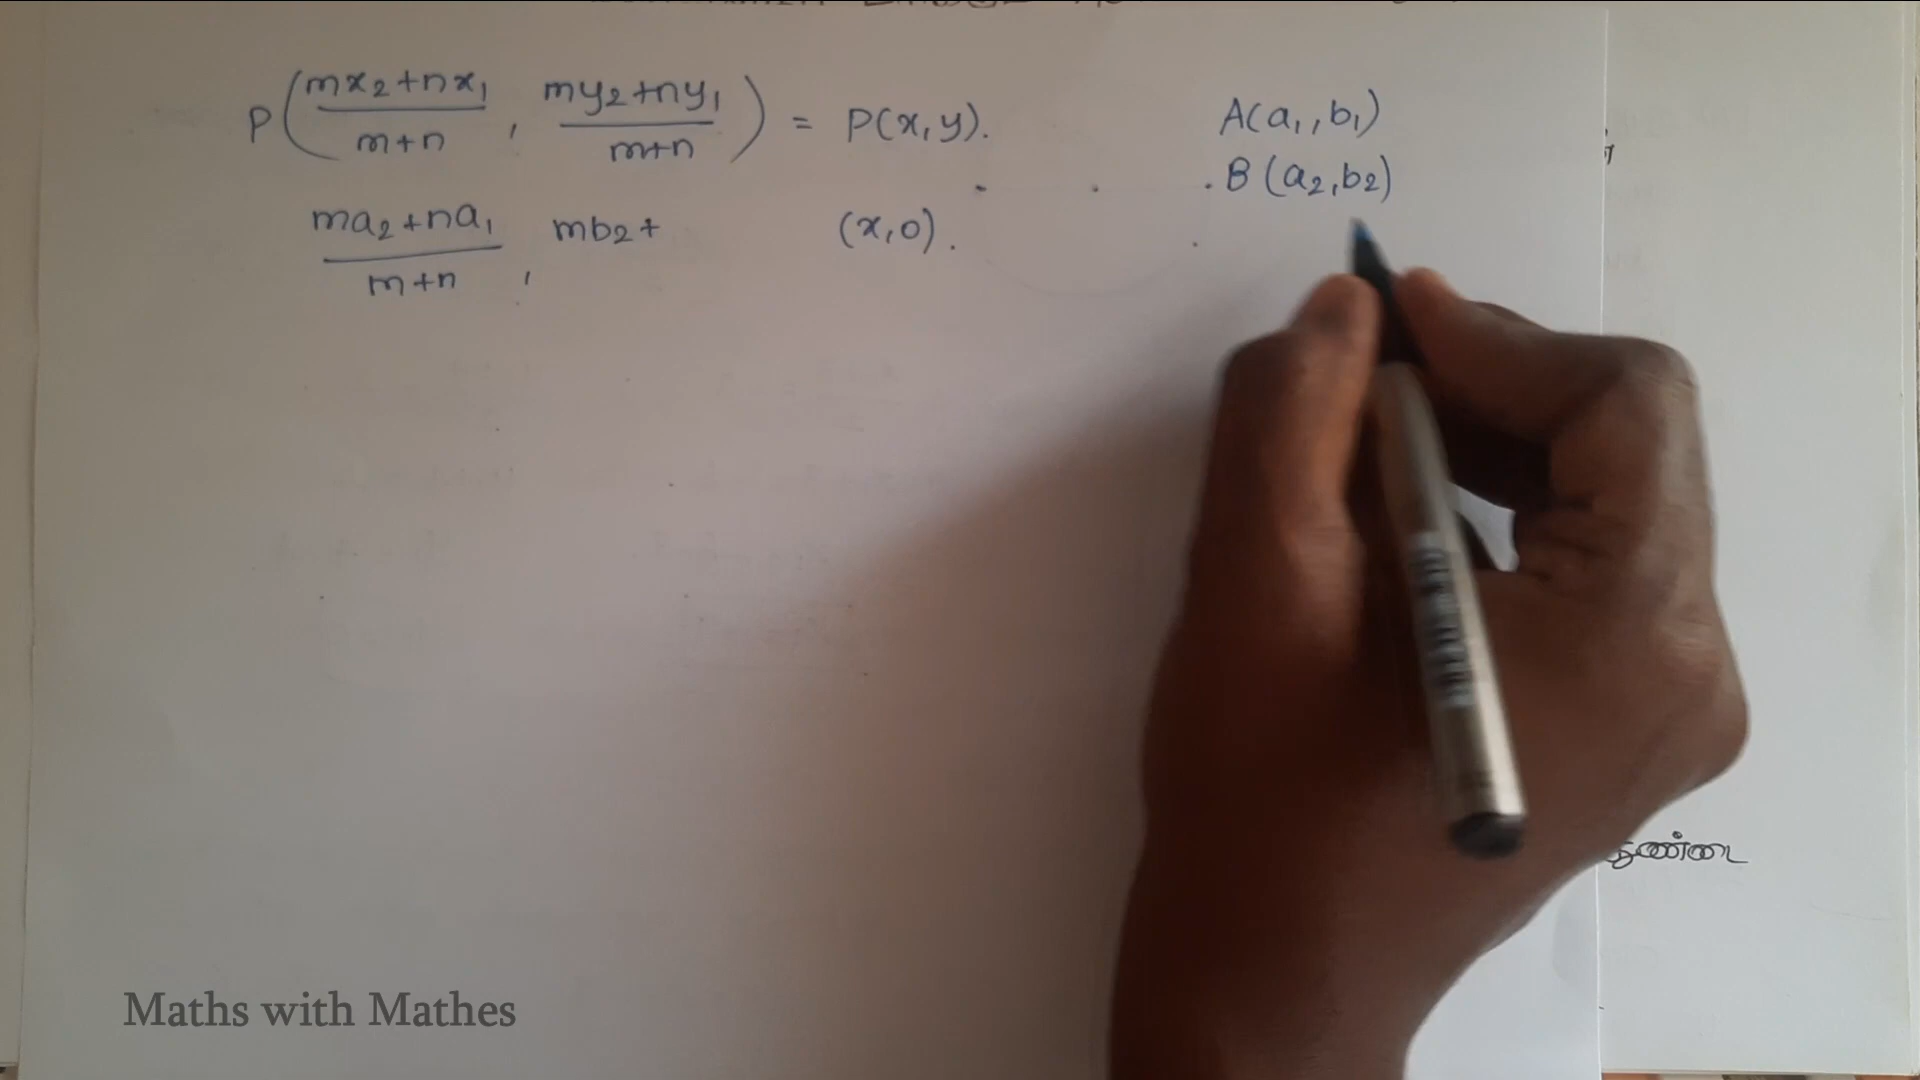 P((mx₂+nx₁)/(m+n), (my₂+ny₁)/(m+n)) = P(x,y).
A(a₁,b₁)
B(a₂,b₂)
(ma₂+na₁)/(m+n), mb₂+ (x,0).
Maths with Mathes